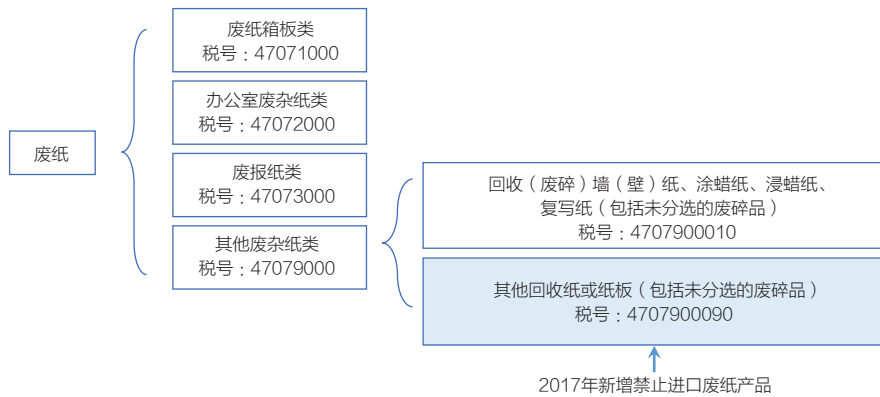 废纸
废纸箱板类
税号：47071000
办公室废杂纸类
税号：47072000
废报纸类
税号：47073000
其他废杂纸类
税号：47079000
回收（废碎）墙（壁）纸、涂蜡纸、浸蜡纸、
复写纸（包括未分选的废碎品）
税号：4707900010
其他回收纸或纸板（包括未分选的废碎品）
税号：4707900090
2017年新增禁止进口废纸产品